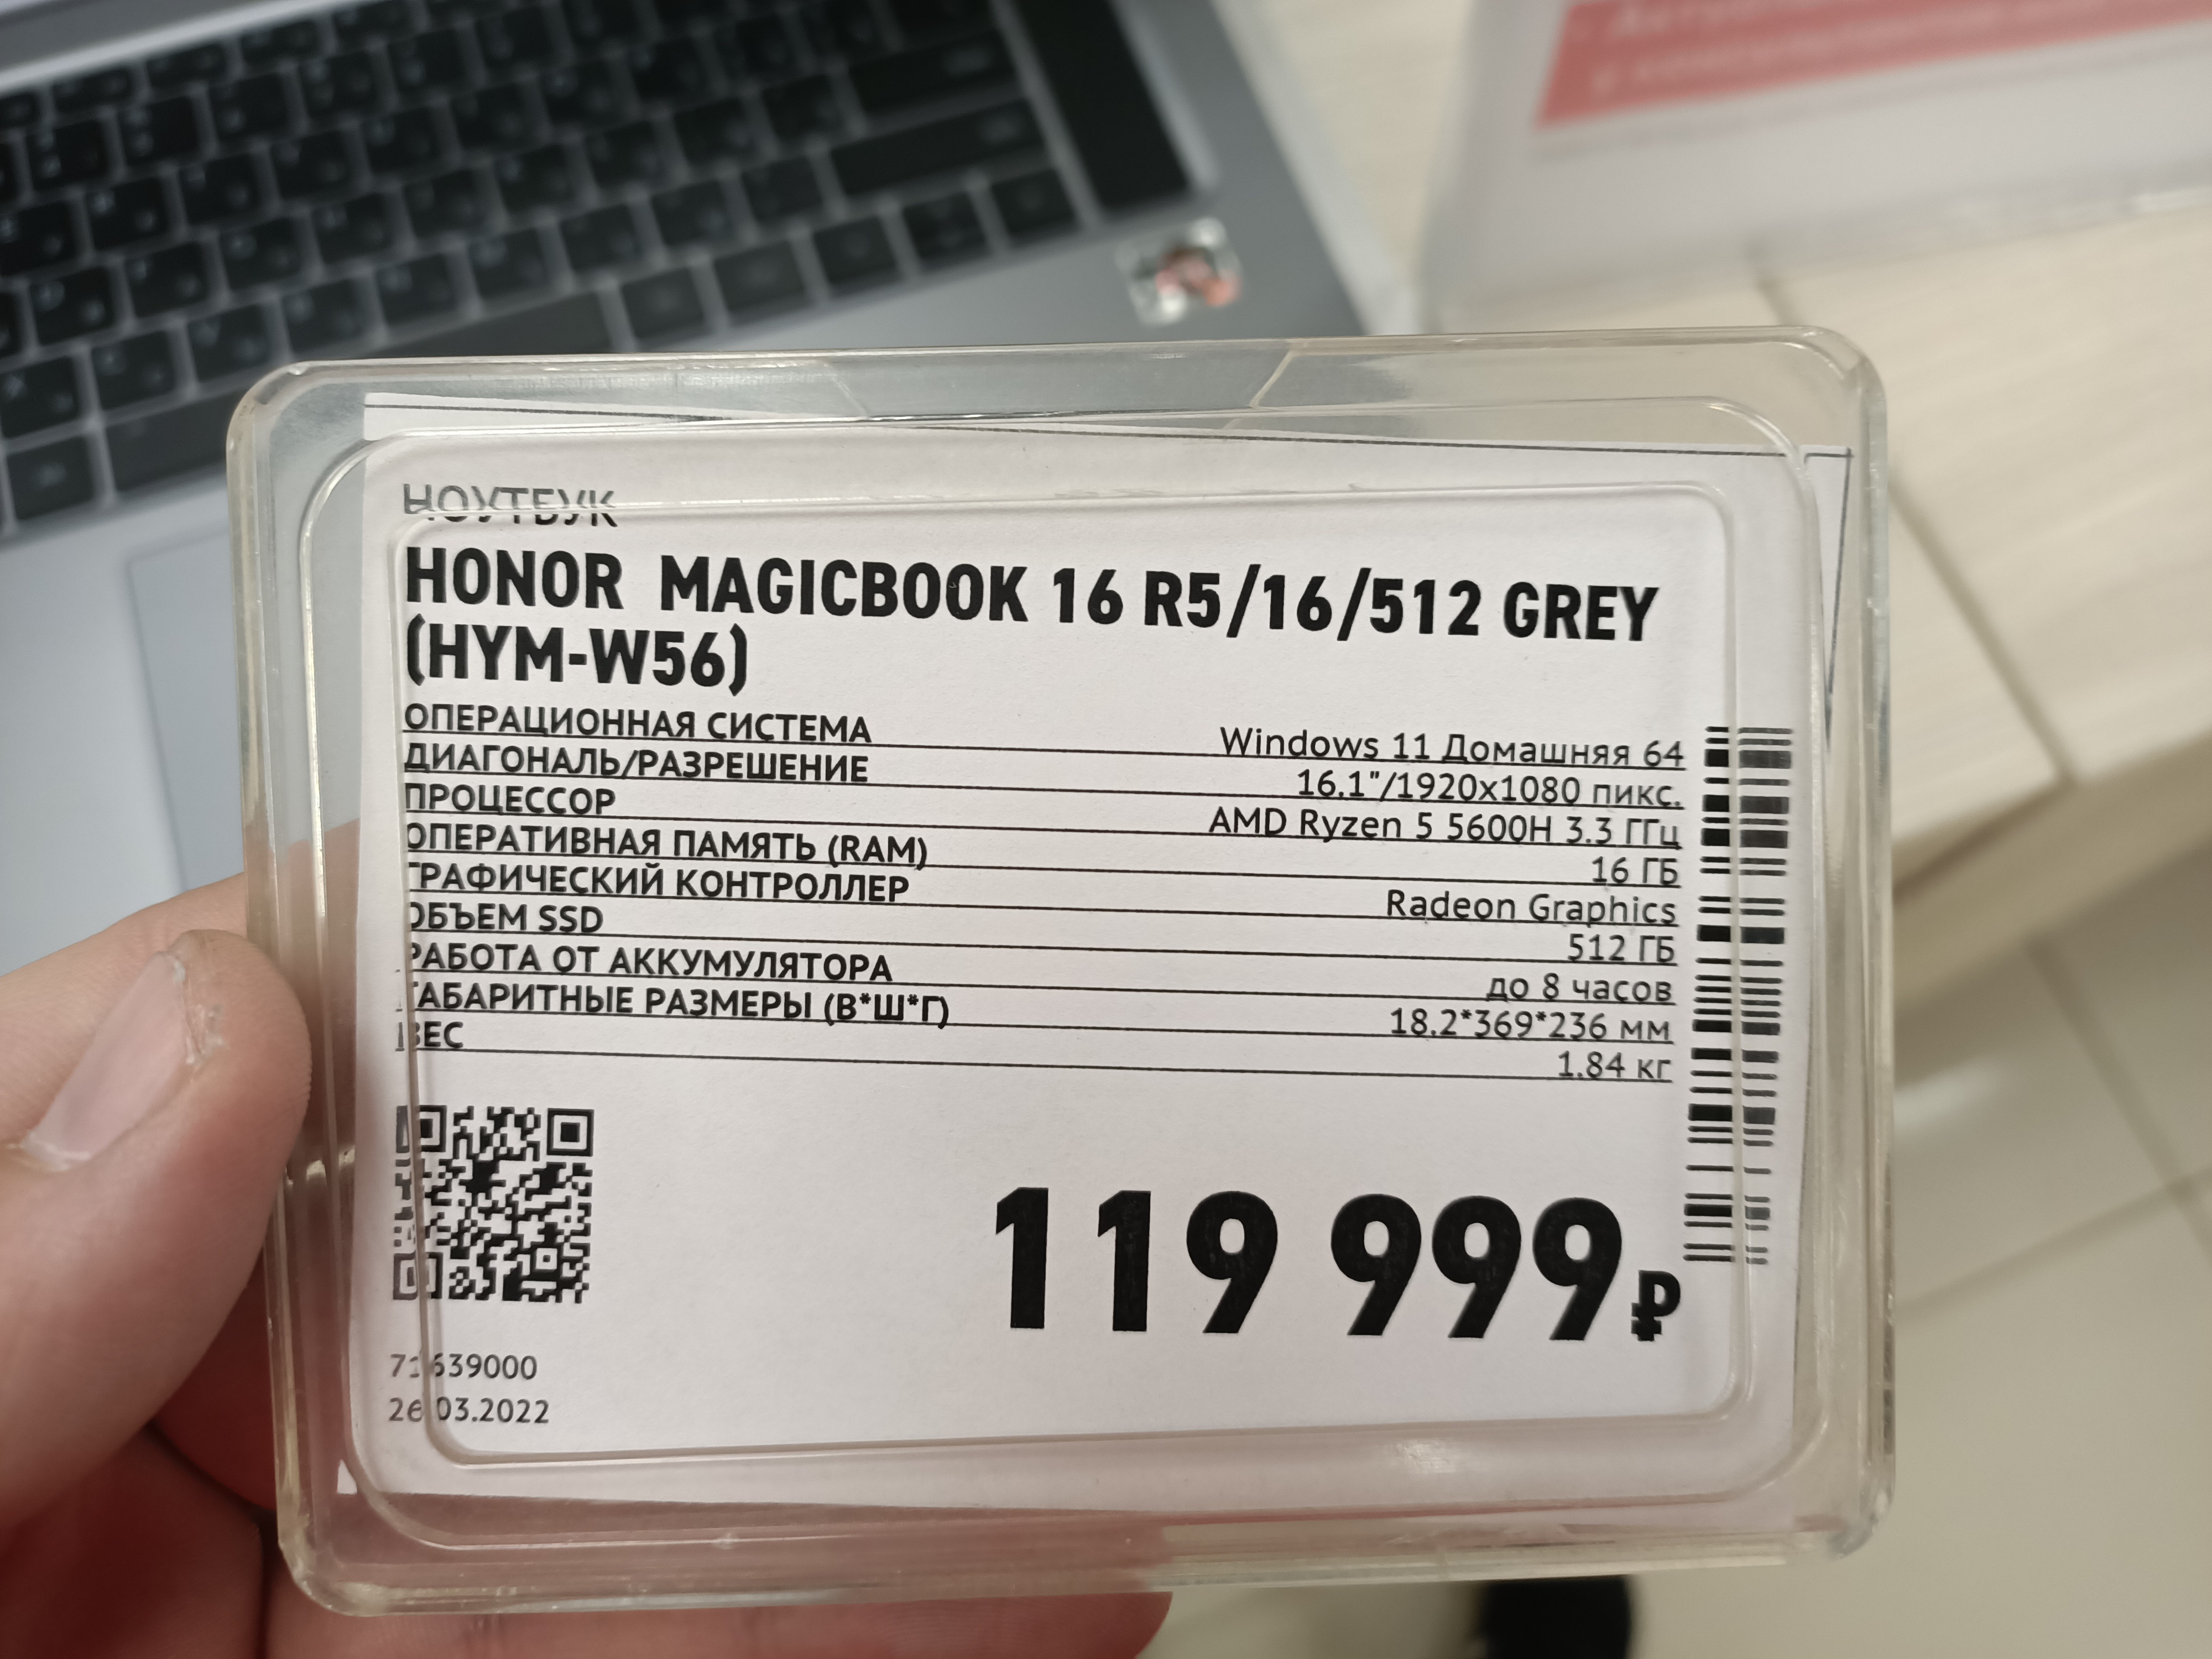 НОУТБУК
HONOR MAGICBOOK 16 R5/16/512 GREY
(HYM-W56)
ОПЕРАЦИОННАЯ СИСТЕМА Windows 11 Домашняя 64
ДИАГОНАЛЬ/РАЗРЕШЕНИЕ 16.1"/1920x1080 пикс.
ПРОЦЕССОР AMD Ryzen 5 5600H 3.3 ГГц
ОПЕРАТИВНАЯ ПАМЯТЬ (RAM) 16 ГБ
ГРАФИЧЕСКИЙ КОНТРОЛЛЕР Radeon Graphics
ОБЪЕМ SSD 512 ГБ
РАБОТА ОТ АККУМУЛЯТОРА до 8 часов
ГАБАРИТНЫЕ РАЗМЕРЫ (В*Ш*Г) 18.2*369*236 мм
ВЕС 1.84 кг
119 999 ₽
26.03.2022